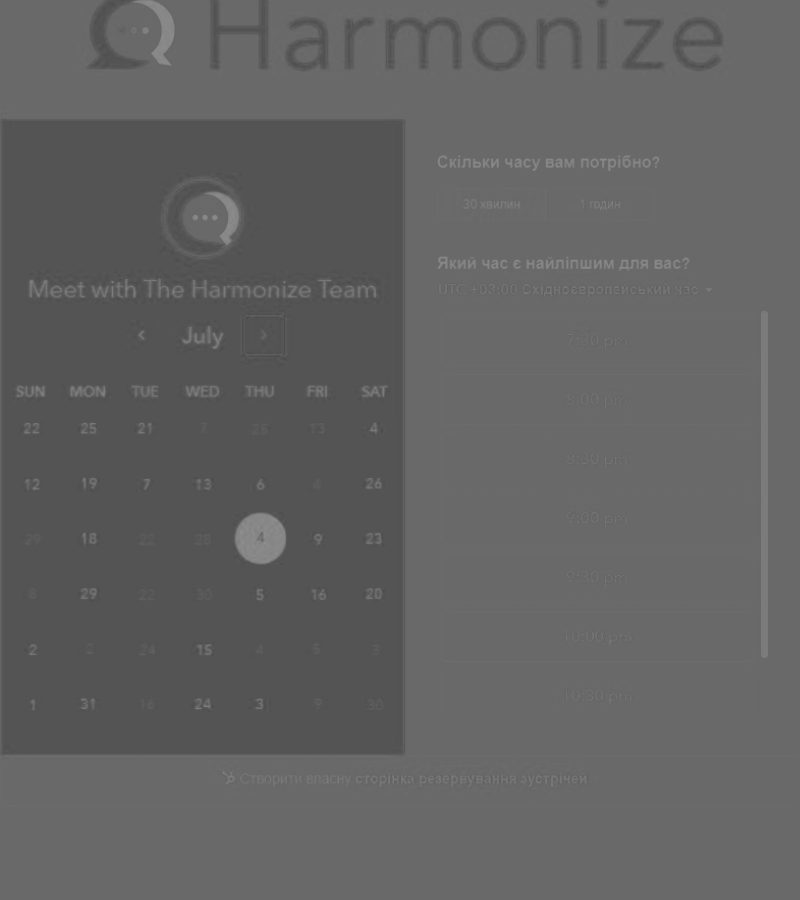 Harmonize
Meet with The Harmonize Team
July
SUN MON TUE WED THU FRI SAT
22 25 21 7 25 13 4
12 19 7 13 6 4 26
29 18 22 28 4 9 23
8 29 22 30 5 16 20
2 2 24 15 4 5 3
1 31 16 24 3 9 30
Скільки часу вам потрібно?
30 хвилин 1 годин
Який час є найліпшим для вас?
UTC +03:00 Східноєвропейський час
7:30 pm
8:00 pm
8:30 pm
9:00 pm
9:30 pm
10:00 pm
10:30 pm
Створити власну сторінка резервування зустрічей